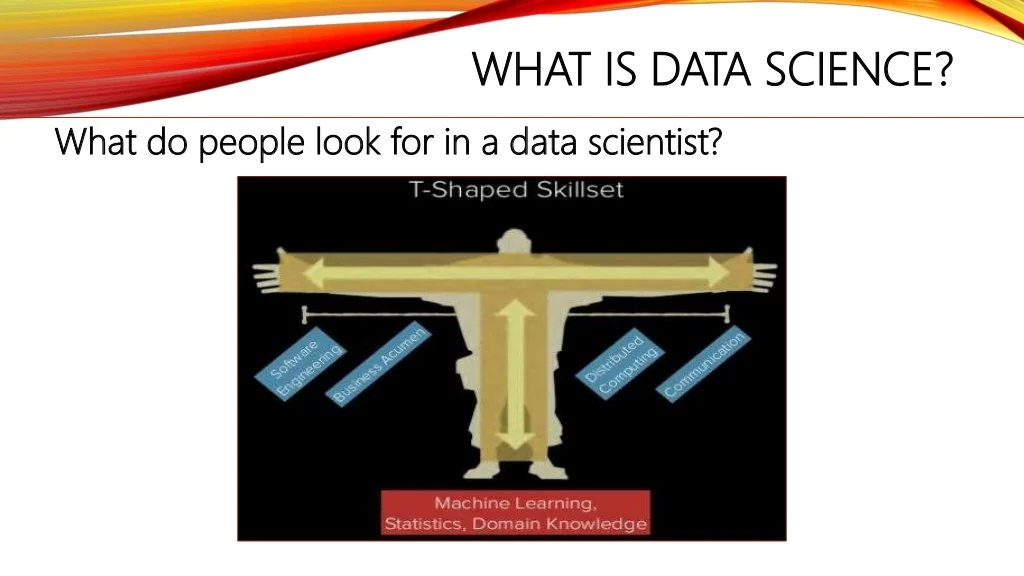 WHAT IS DATA SCIENCE?
What do people look for in a data scientist?
T-Shaped Skillset
Software
Engineering
Business Acumen
Distributed
Computing
Communication
Machine Learning,
Statistics, Domain Knowledge